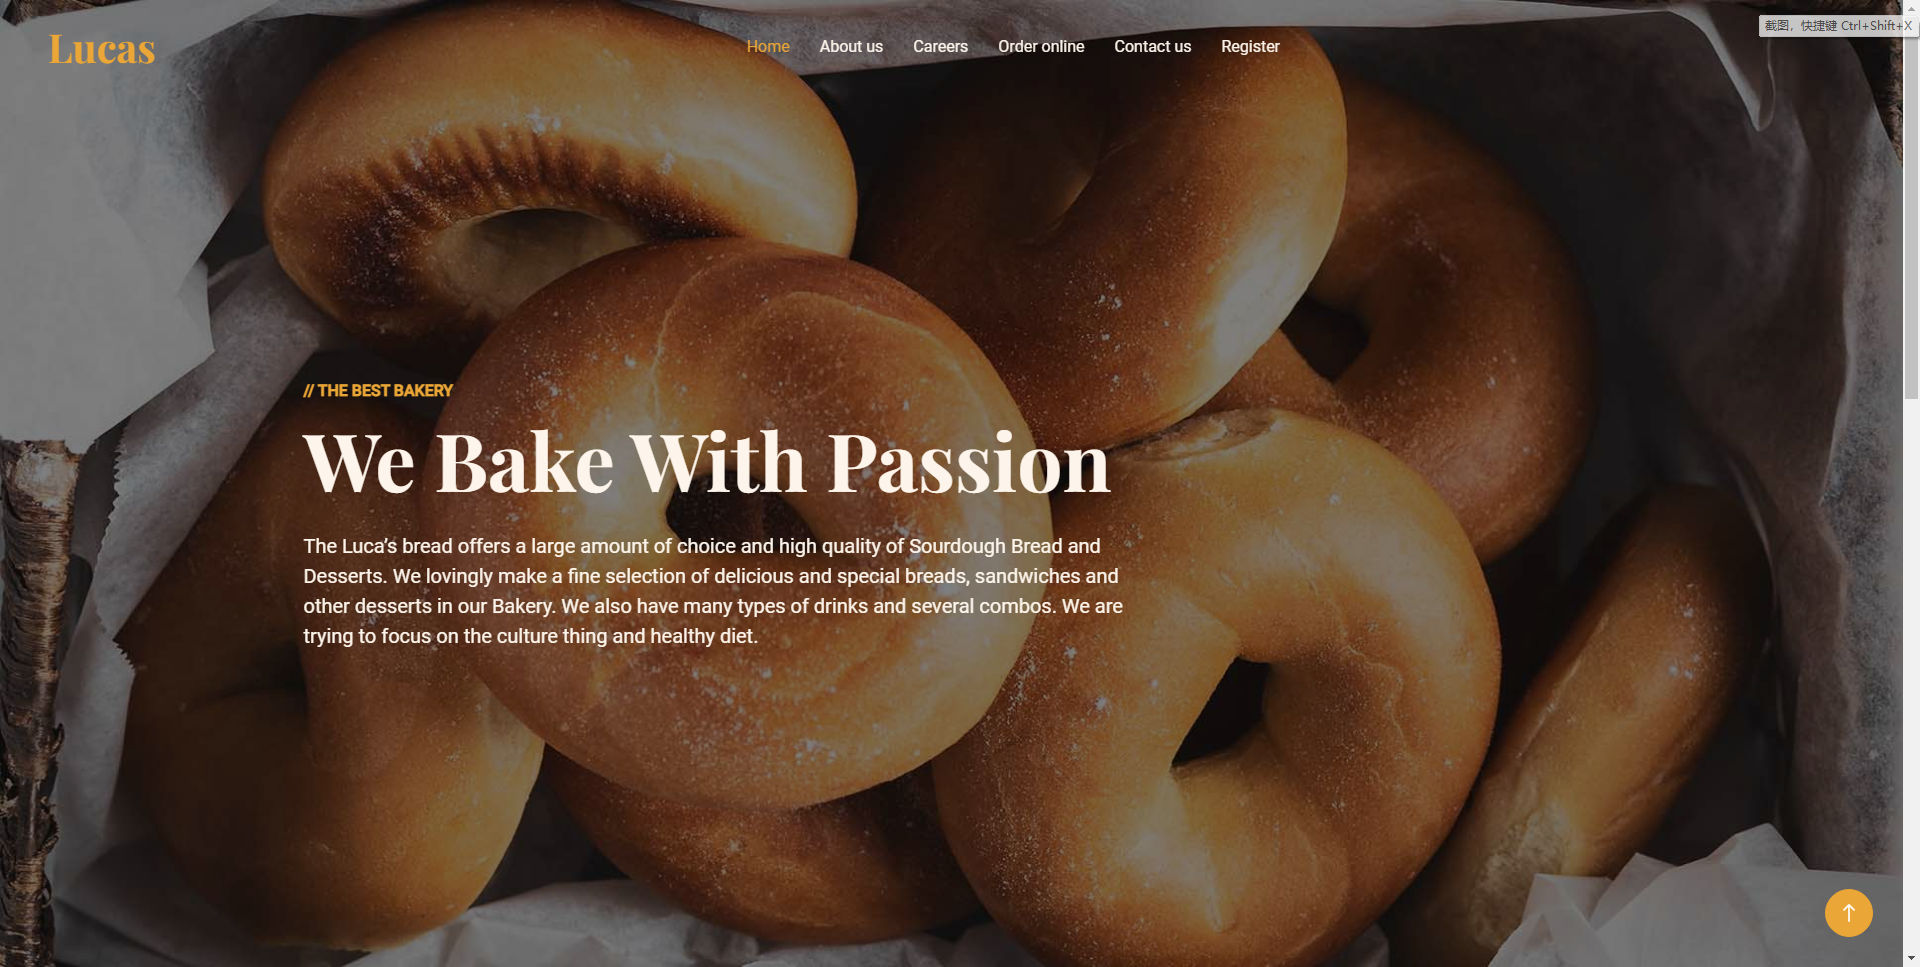 截图，快捷键 Ctrl+Shift+X
Lucas
Home About us Careers Order online Contact us Register
// THE BEST BAKERY
We Bake With Passion
The Luca’s bread offers a large amount of choice and high quality of Sourdough Bread and
Desserts. We lovingly make a fine selection of delicious and special breads, sandwiches and
other desserts in our Bakery. We also have many types of drinks and several combos. We are
trying to focus on the culture thing and healthy diet.